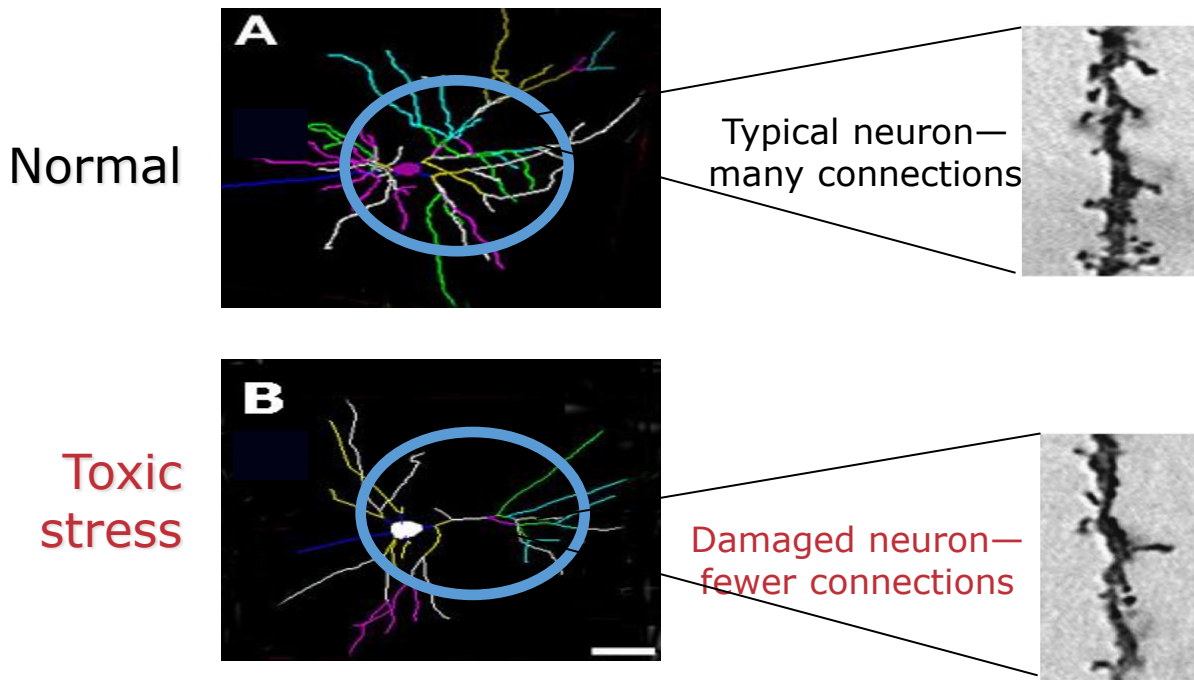 A
Normal
Typical neuron—
many connections
B
Toxic
stress
Damaged neuron—
fewer connections